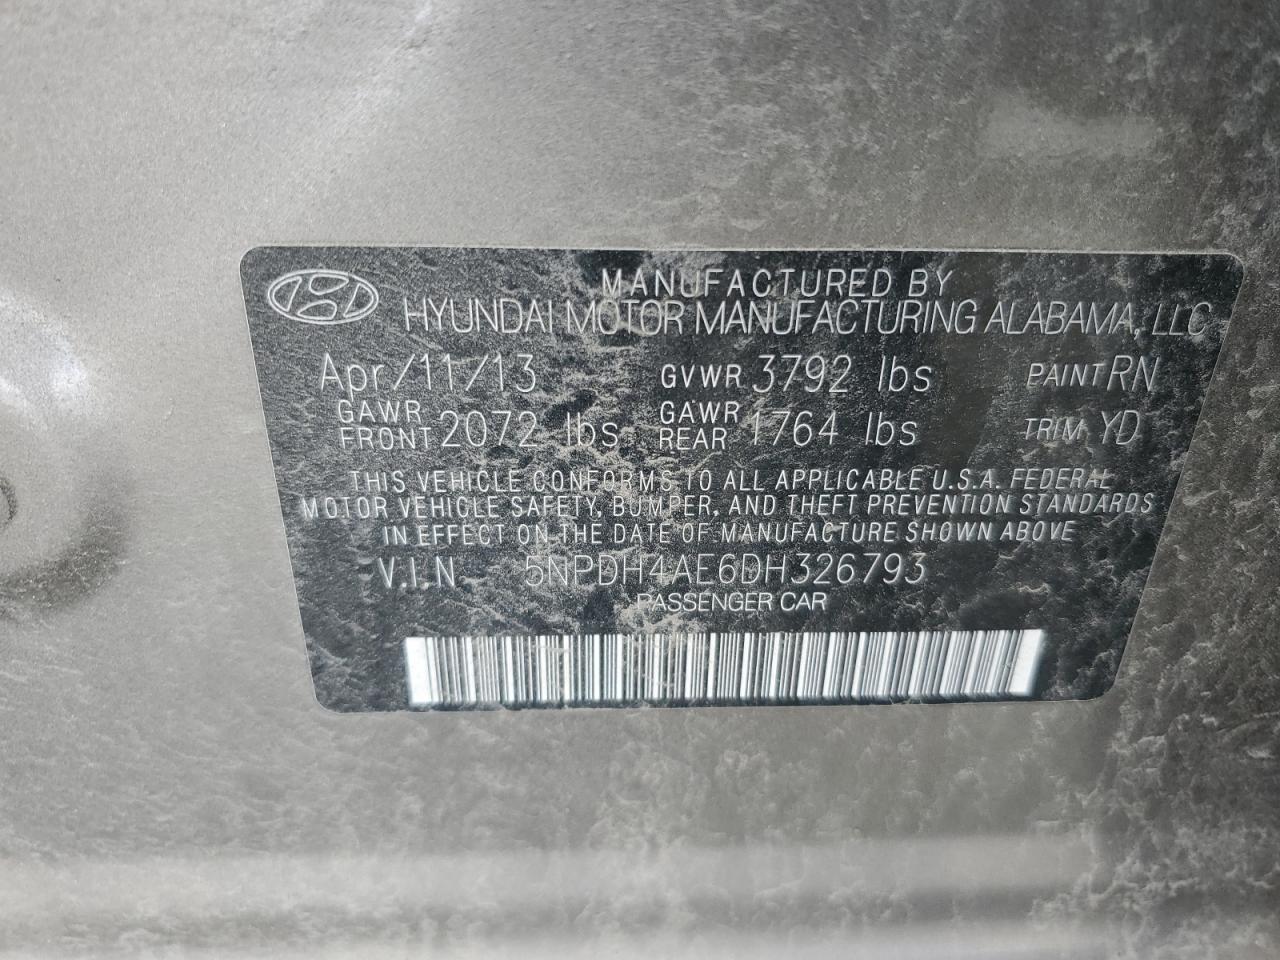 MANUFACTURED BY
HYUNDAI MOTOR MANUFACTURING ALABAMA, LLC
Apr/11/13 GVWR 3792 lbs PAINT RN
GAWR FRONT 2072 lbs GAWR REAR 1764 lbs TRIM YD
THIS VEHICLE CONFORMS TO ALL APPLICABLE U.S.A. FEDERAL
MOTOR VEHICLE SAFETY, BUMPER, AND THEFT PREVENTION STANDARDS
IN EFFECT ON THE DATE OF MANUFACTURE SHOWN ABOVE
V.I.N 5NPDH4AE6DH326793
PASSENGER CAR